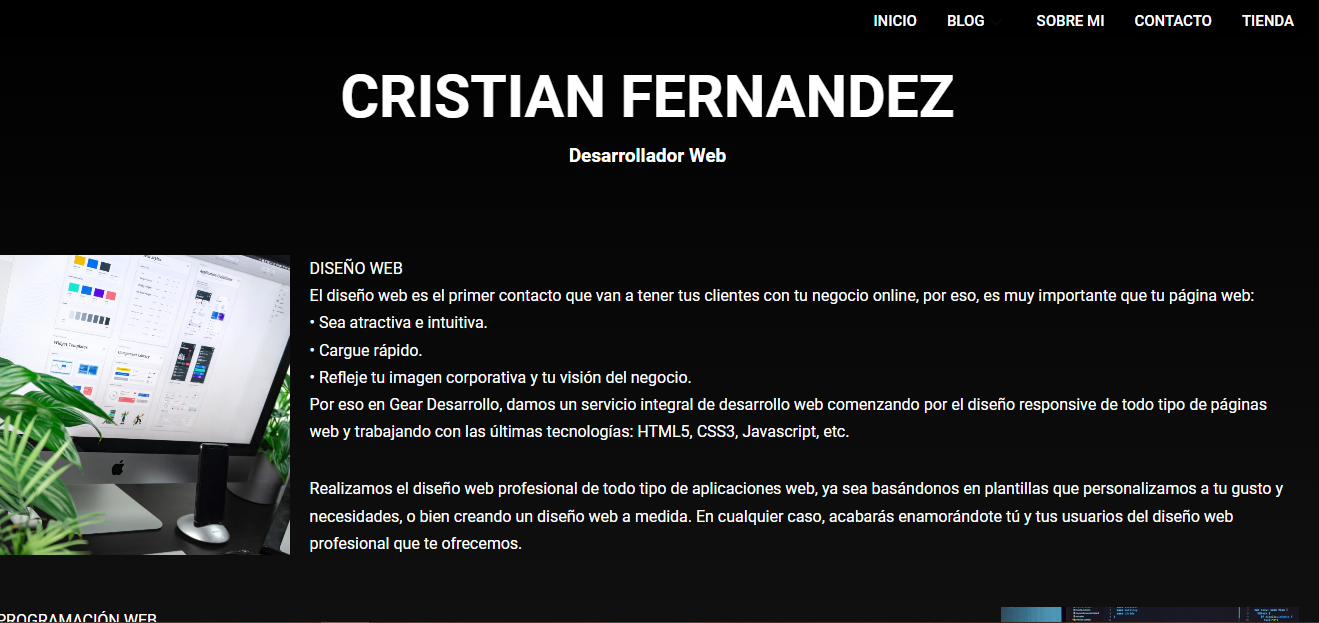 INICIO BLOG SOBRE MI CONTACTO TIENDA
CRISTIAN FERNANDEZ
Desarrollador Web
DISEÑO WEB
El diseño web es el primer contacto que van a tener tus clientes con tu negocio online, por eso, es muy importante que tu página web:
• Sea atractiva e intuitiva.
• Cargue rápido.
• Refleje tu imagen corporativa y tu visión del negocio.
Por eso en Gear Desarrollo, damos un servicio integral de desarrollo web comenzando por el diseño responsive de todo tipo de páginas
web y trabajando con las últimas tecnologías: HTML5, CSS3, Javascript, etc.
Realizamos el diseño web profesional de todo tipo de aplicaciones web, ya sea basándonos en plantillas que personalizamos a tu gusto y
necesidades, o bien creando un diseño web a medida. En cualquier caso, acabarás enamorándote tú y tus usuarios del diseño web
profesional que te ofrecemos.
PROGRAMACIÓN WEB